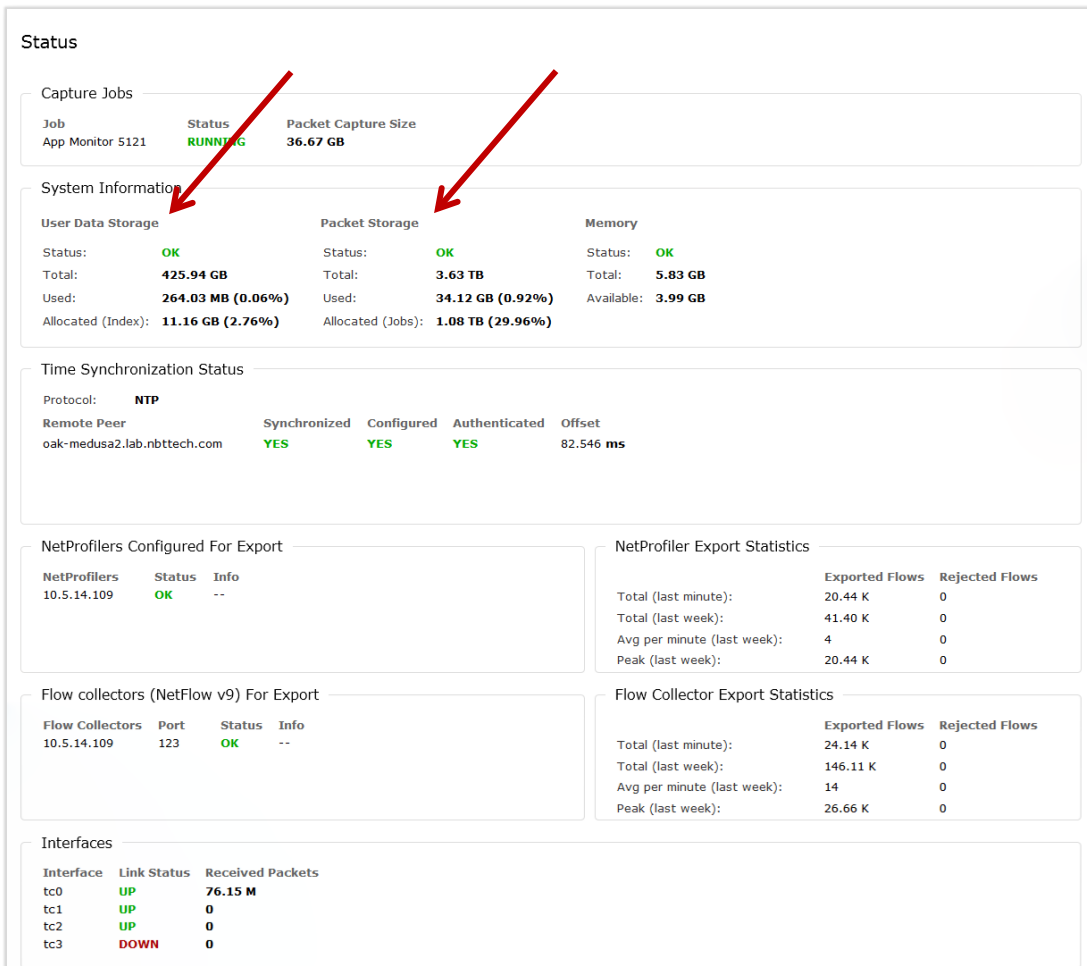 Status
Capture Jobs
Job Status Packet Capture Size
App Monitor 5121 RUNNING 36.67 GB
System Information
User Data Storage Packet Storage Memory
Status: OK Status: OK Status: OK
Total: 425.94 GB Total: 3.63 TB Total: 5.83 GB
Used: 264.03 MB (0.06%) Used: 34.12 GB (0.92%) Available: 3.99 GB
Allocated (Index): 11.16 GB (2.76%) Allocated (Jobs): 1.08 TB (29.96%)
Time Synchronization Status
Protocol: NTP
Remote Peer Synchronized Configured Authenticated Offset
oak-medusa2.lab.nbttech.com YES YES YES 82.546 ms
NetProfilers Configured For Export
NetProfilers Status Info
10.5.14.109 OK --
NetProfiler Export Statistics
Exported Flows Rejected Flows
Total (last minute): 20.44 K 0
Total (last week): 41.40 K 0
Avg per minute (last week): 4 0
Peak (last week): 20.44 K 0
Flow collectors (NetFlow v9) For Export
Flow Collectors Port Status Info
10.5.14.109 123 OK --
Flow Collector Export Statistics
Exported Flows Rejected Flows
Total (last minute): 24.14 K 0
Total (last week): 146.11 K 0
Avg per minute (last week): 14 0
Peak (last week): 26.66 K 0
Interfaces
Interface Link Status Received Packets
tc0 UP 76.15 M
tc1 UP 0
tc2 UP 0
tc3 DOWN 0